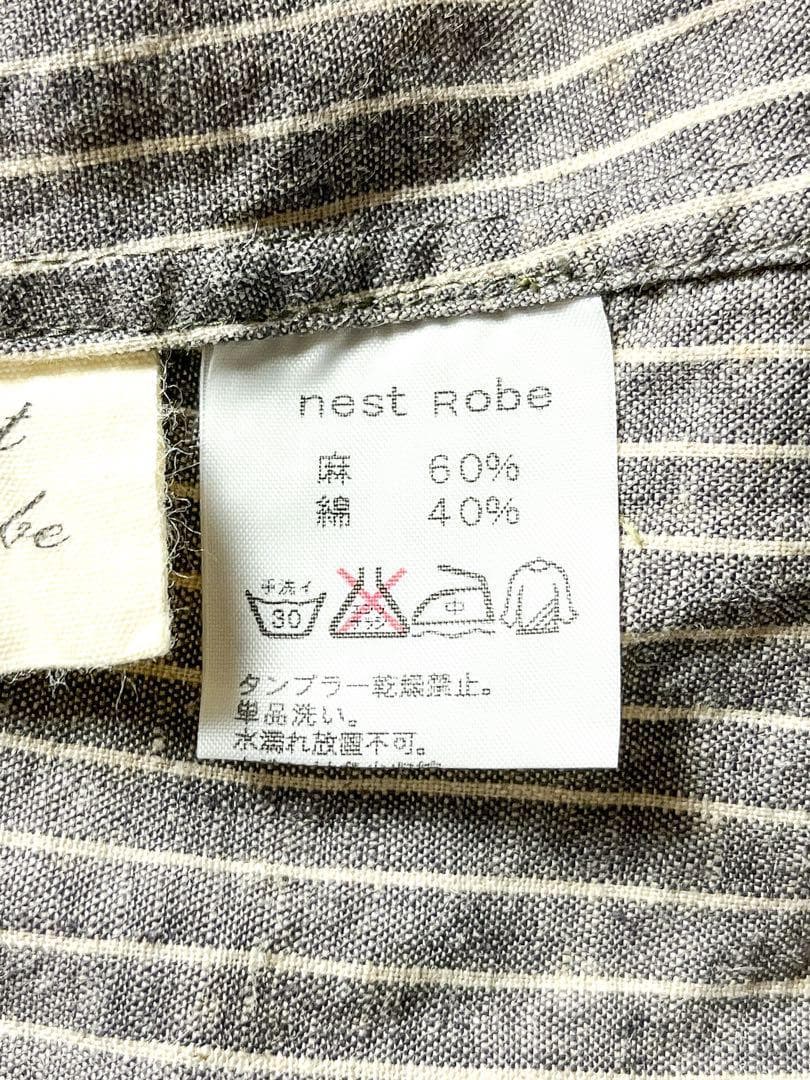 nest Robe
麻 60%
綿 40%
手洗イ
30
中
タンブラー乾燥禁止。
単品洗い。
水濡れ放置不可。
t
be